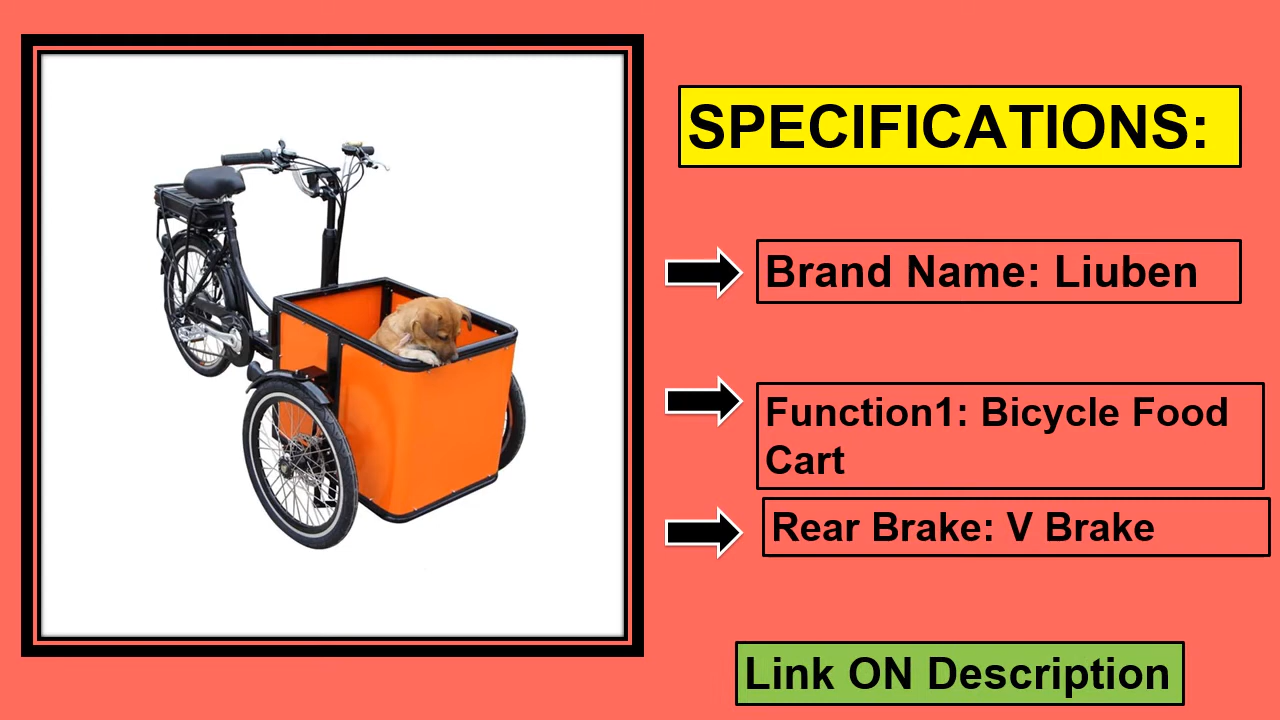 SPECIFICATIONS:
Brand Name: Liuben
Function1: Bicycle Food
Cart
Rear Brake: V Brake
Link ON Description